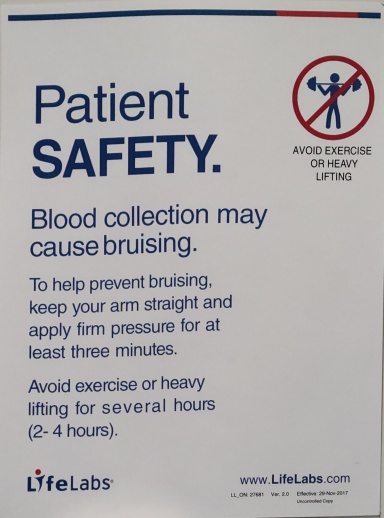 Patient
SAFETY.
AVOID EXERCISE
OR HEAVY
LIFTING
Blood collection may
cause bruising.
To help prevent bruising,
keep your arm straight and
apply firm pressure for at
least three minutes.
Avoid exercise or heavy
lifting for several hours
(2- 4 hours).
LifeLabs®
www.LifeLabs.com
LL_ON: 27681 Ver. 2.0 Effective: 29-Nov-2017
Uncontrolled Copy